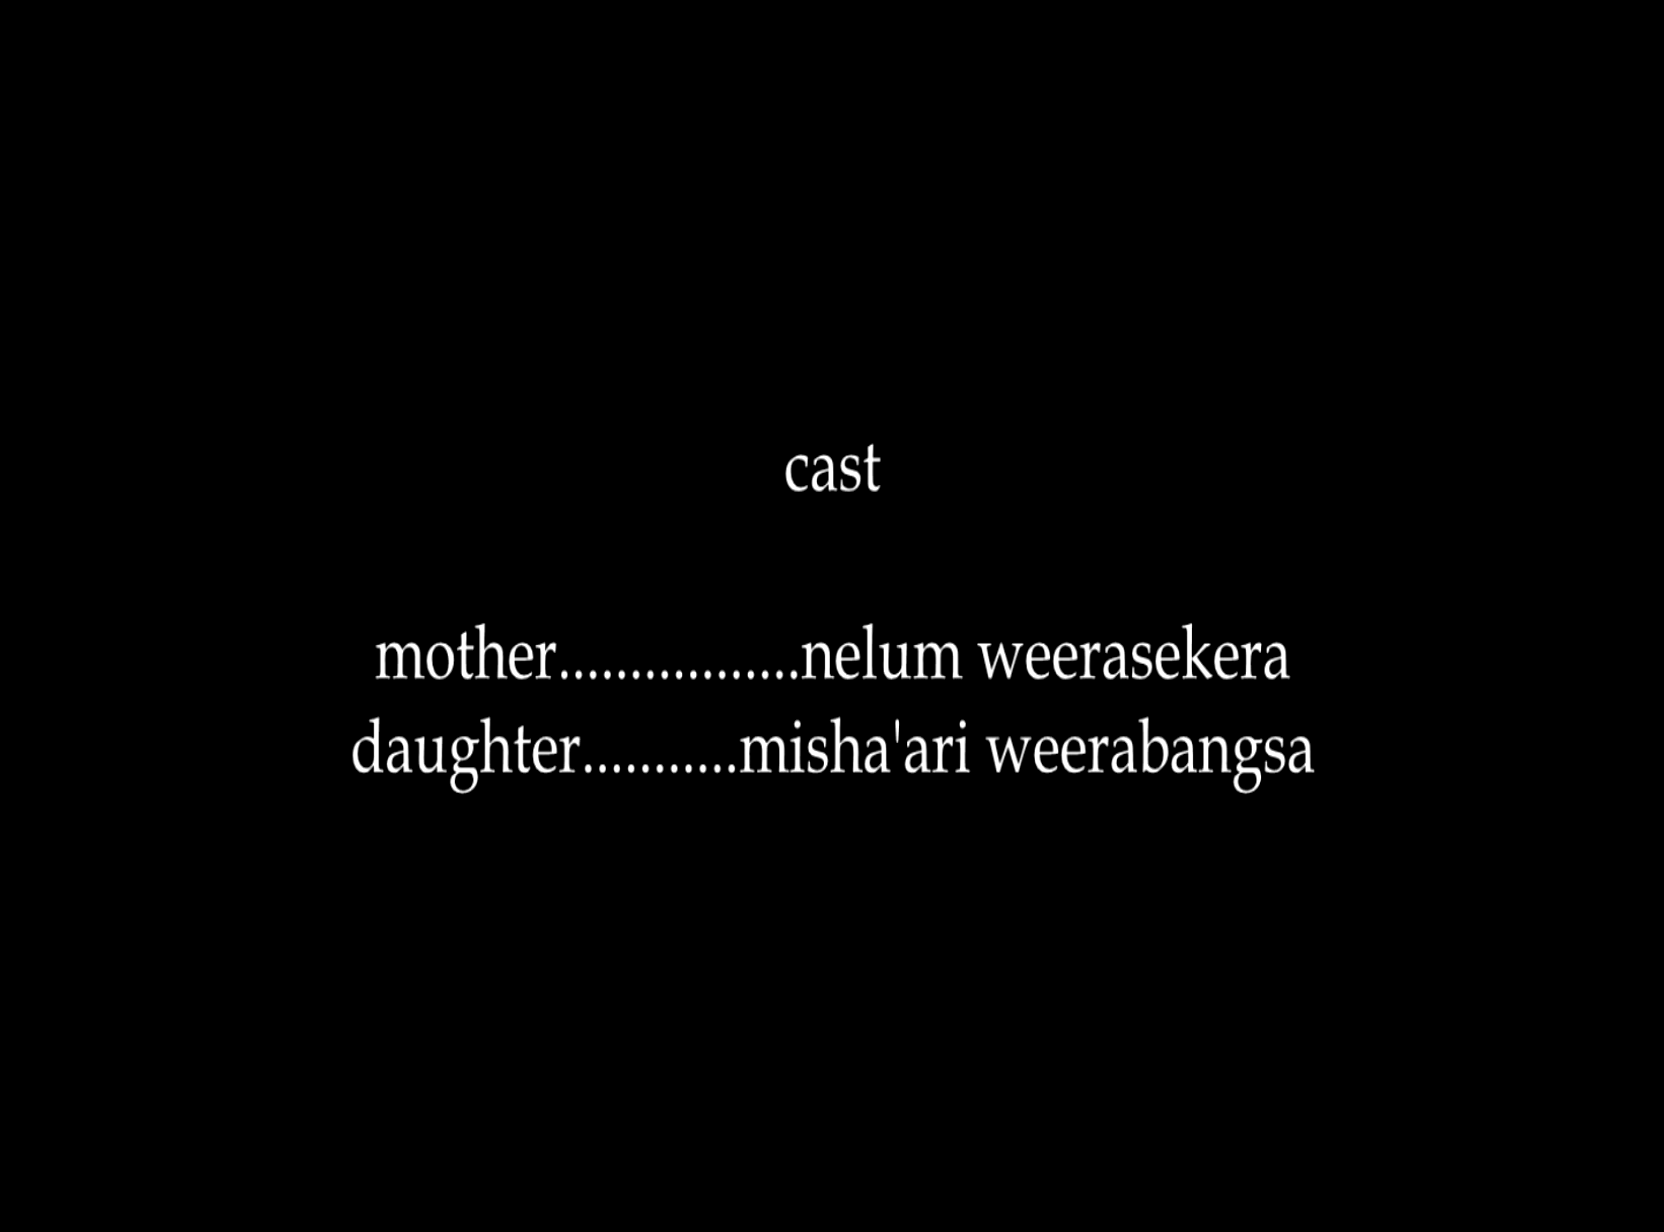 cast
mother.................nelum weerasekera
daughter...........misha'ari weerabangsa